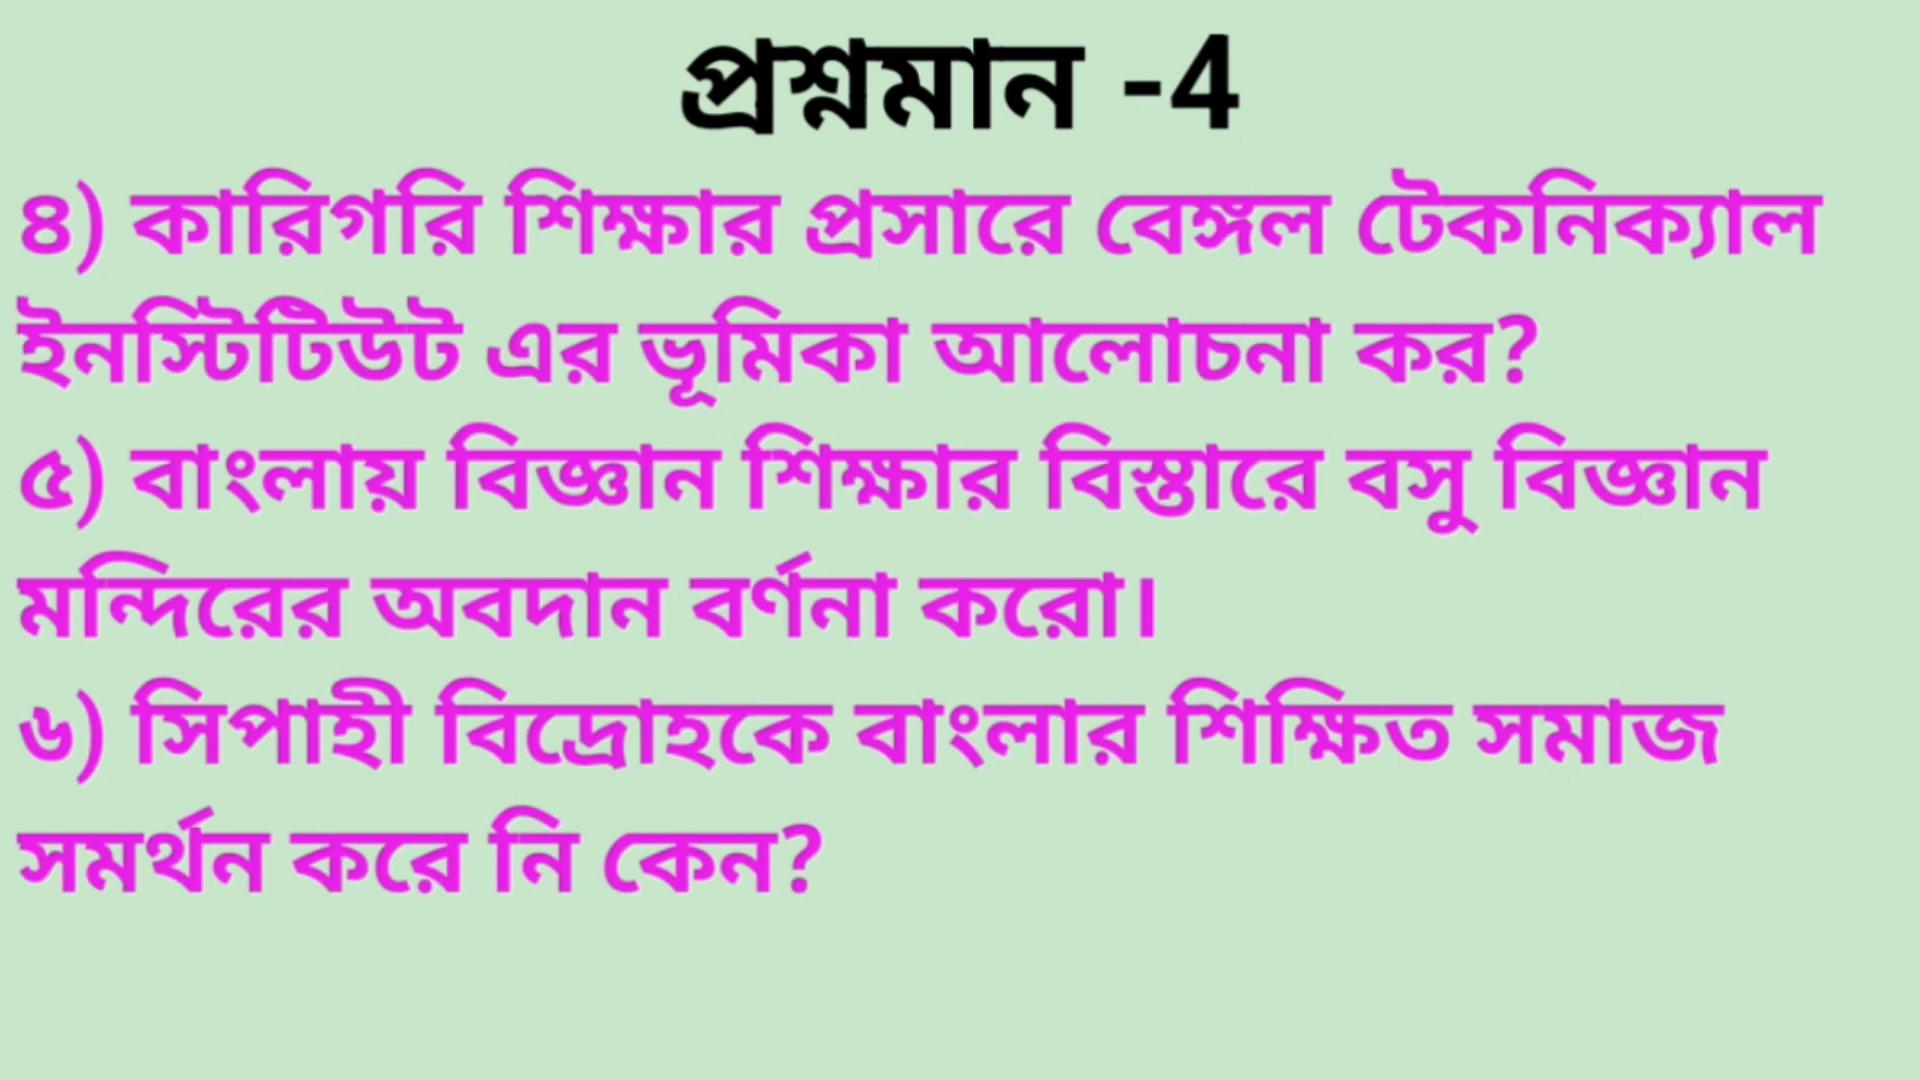 প্রশ্নমান -4
৪) কারিগরি শিক্ষার প্রসারে বেঙ্গল টেকনিক্যাল
ইনস্টিটিউট এর ভূমিকা আলোচনা কর?
৫) বাংলায় বিজ্ঞান শিক্ষার বিস্তারে বসু বিজ্ঞান
মন্দিরের অবদান বর্ণনা করো।
৬) সিপাহী বিদ্রোহকে বাংলার শিক্ষিত সমাজ
সমর্থন করে নি কেন?